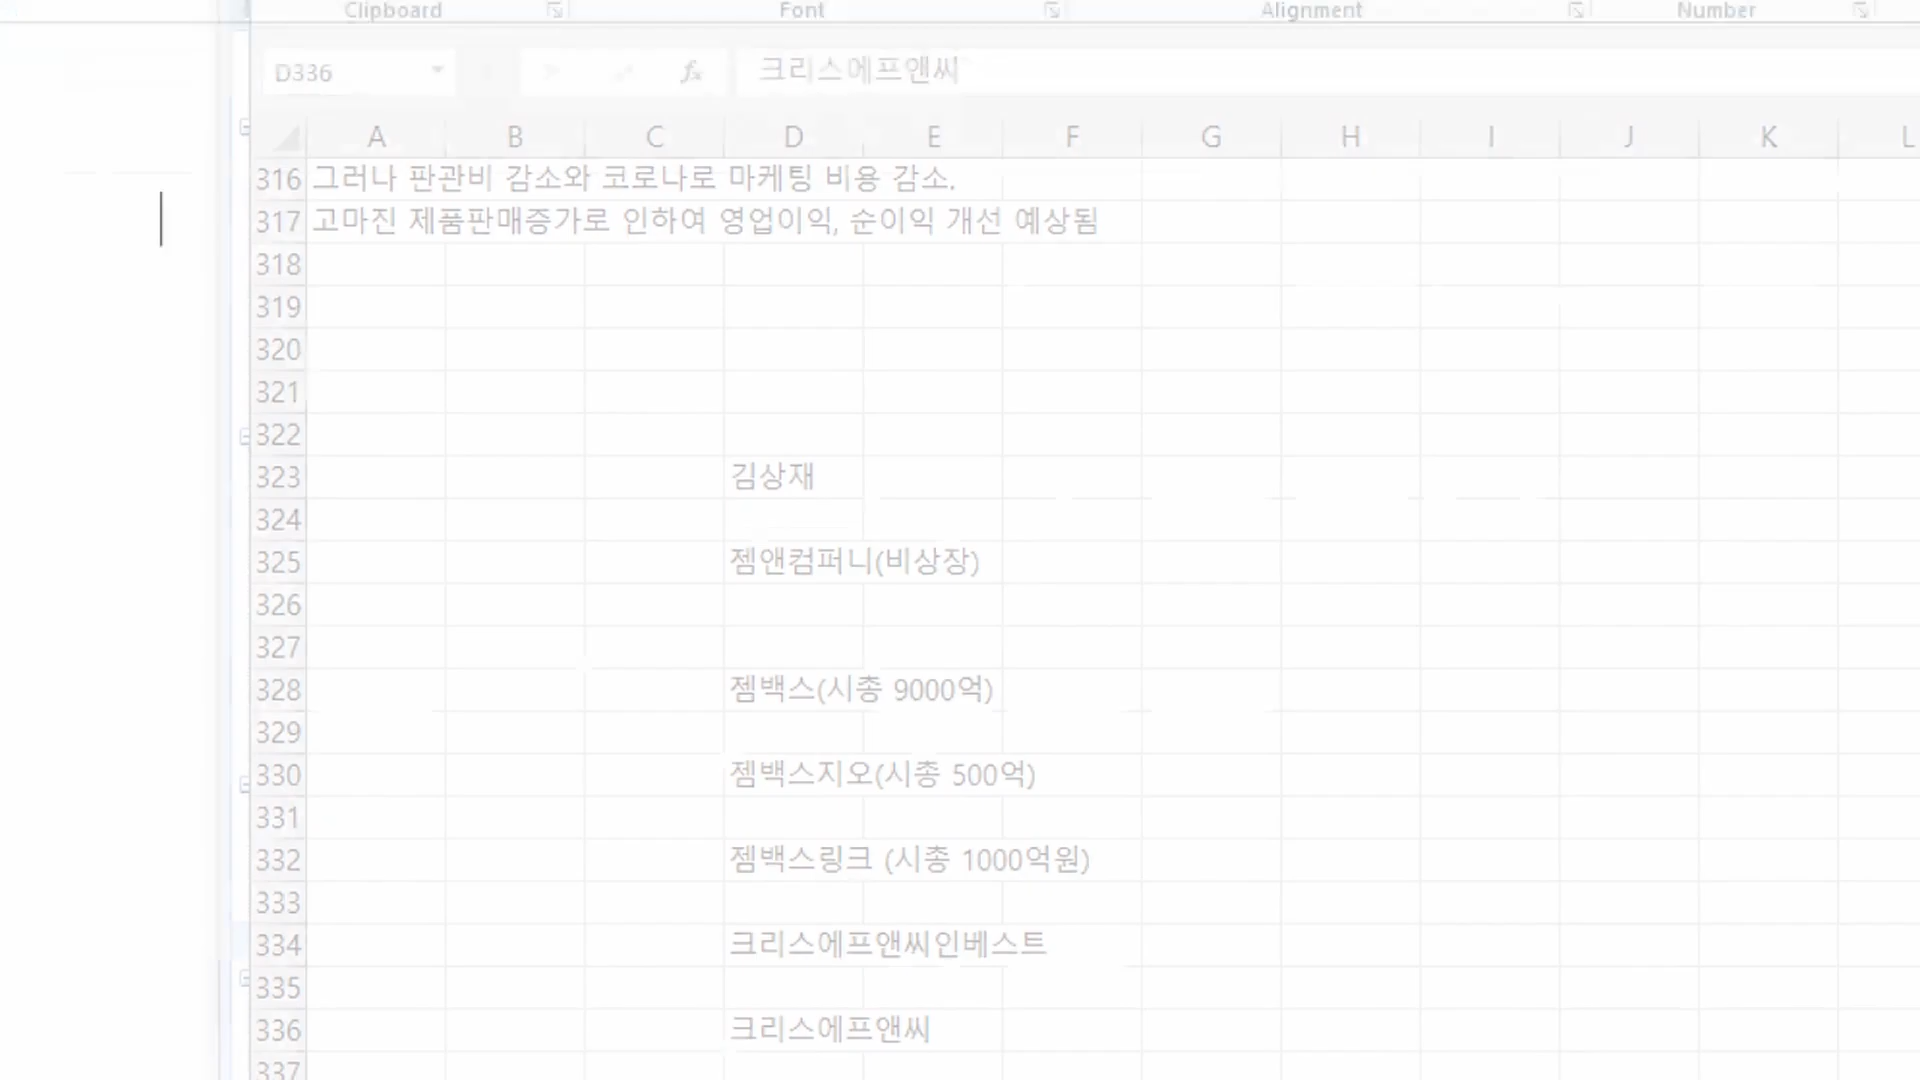 Clipboard Font Alignment Number
D336 fx 크리스에프앤씨
A B C D E F G H I J K L
316 그러나 판관비 감소와 코로나로 마케팅 비용 감소.
317 고마진 제품판매증가로 인하여 영업이익, 순이익 개선 예상됨
318
319
320
321
322
323 김상재
324
325 젬앤컴퍼니(비상장)
326
327
328 젬백스(시총 9000억)
329
330 젬백스지오(시총 500억)
331
332 젬백스링크 (시총 1000억원)
333
334 크리스에프앤씨인베스트
335
336 크리스에프앤씨
337